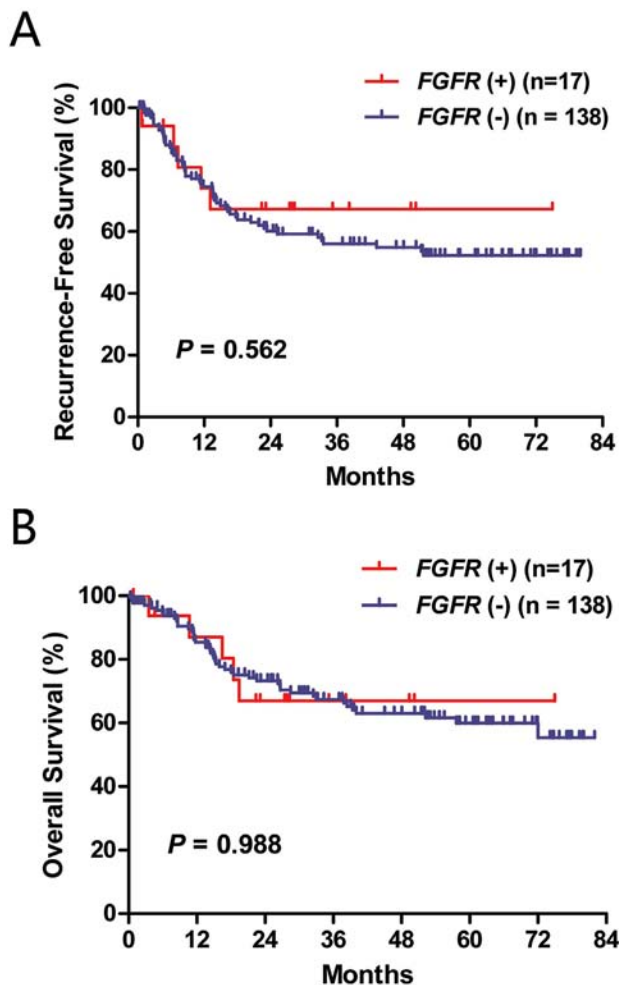 A
FGFR (+) (n=17)
FGFR (-) (n = 138)
Recurrence-Free Survival (%)
100
80
60
40
20
0
P = 0.562
0 12 24 36 48 60 72 84
Months
B
FGFR (+) (n=17)
FGFR (-) (n = 138)
Overall Survival (%)
100
80
60
40
20
0
P = 0.988
0 12 24 36 48 60 72 84
Months